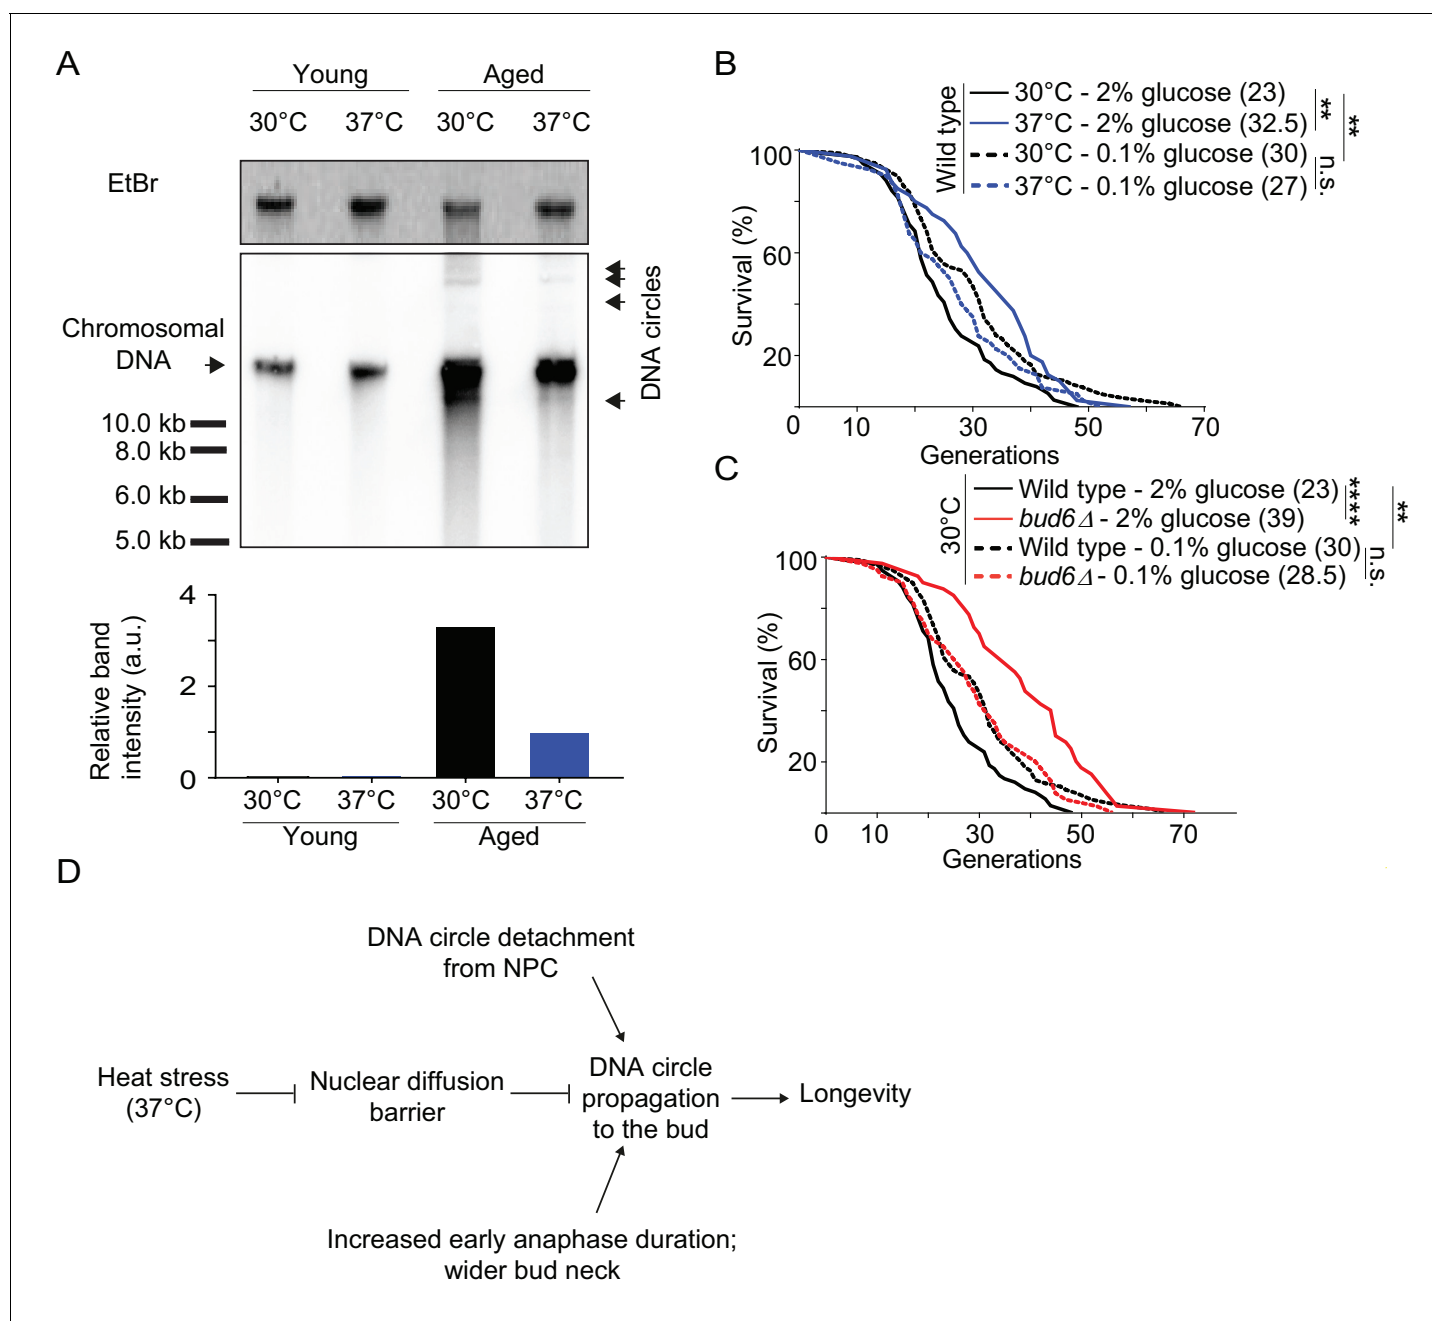 A
Young
Aged
30°C
37°C
30°C
37°C
EtBr
Chromosomal
DNA
DNA circles
10.0 kb
8.0 kb
6.0 kb
5.0 kb
Relative band
intensity (a.u.)
4
2
0
30°C
37°C
30°C
37°C
Young
Aged
B
Wild type
30°C - 2% glucose (23)
37°C - 2% glucose (32.5)
30°C - 0.1% glucose (30)
37°C - 0.1% glucose (27)
**
**
n.s.
Survival (%)
100
60
20
0
10
30
50
70
Generations
C
30°C
Wild type - 2% glucose (23)
bud6Δ - 2% glucose (39)
Wild type - 0.1% glucose (30)
bud6Δ - 0.1% glucose (28.5)
****
**
n.s.
Survival (%)
100
60
20
0
10
30
50
70
Generations
D
DNA circle detachment
from NPC
Heat stress
(37°C)
Nuclear diffusion
barrier
DNA circle
propagation
to the bud
Longevity
Increased early anaphase duration;
wider bud neck